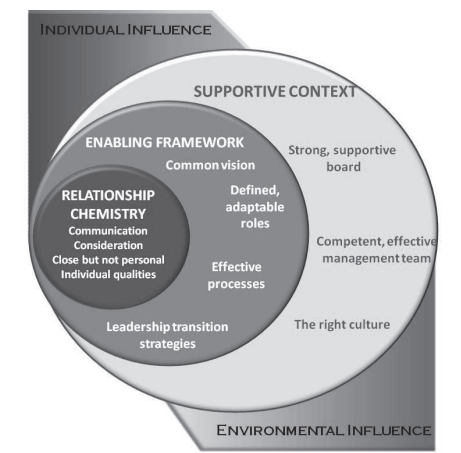 INDIVIDUAL INFLUENCE
SUPPORTIVE CONTEXT
ENABLING FRAMEWORK
Common vision
Strong, supportive
board
Defined,
adaptable
roles
RELATIONSHIP
CHEMISTRY
Communication
Consideration
Close but not personal
Individual qualities
Competent, effective
management team
Effective
processes
Leadership transition
strategies
The right culture
ENVIRONMENTAL INFLUENCE